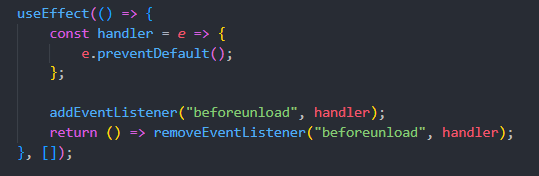 useEffect(() => {
    const handler = e => {
        e.preventDefault();
    };

    addEventListener("beforeunload", handler);
    return () => removeEventListener("beforeunload", handler);
}, []);